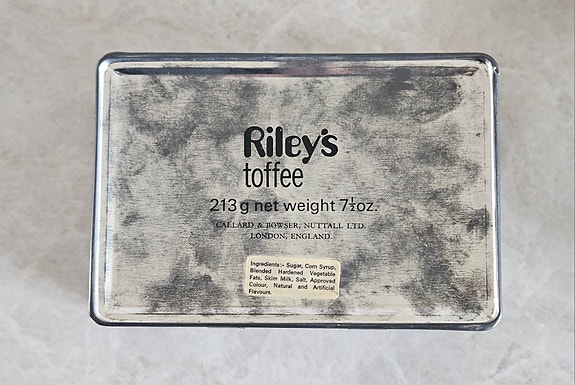 Riley's
toffee
213g net weight 7½oz.
CALLARD & BOWSER, NUTTALL LTD.
LONDON, ENGLAND.
Ingredients:- Sugar, Corn Syrup,
Blended Hardened Vegetable
Fats, Skim Milk, Salt, Approved
Colour, Natural and Artificial
Flavours.